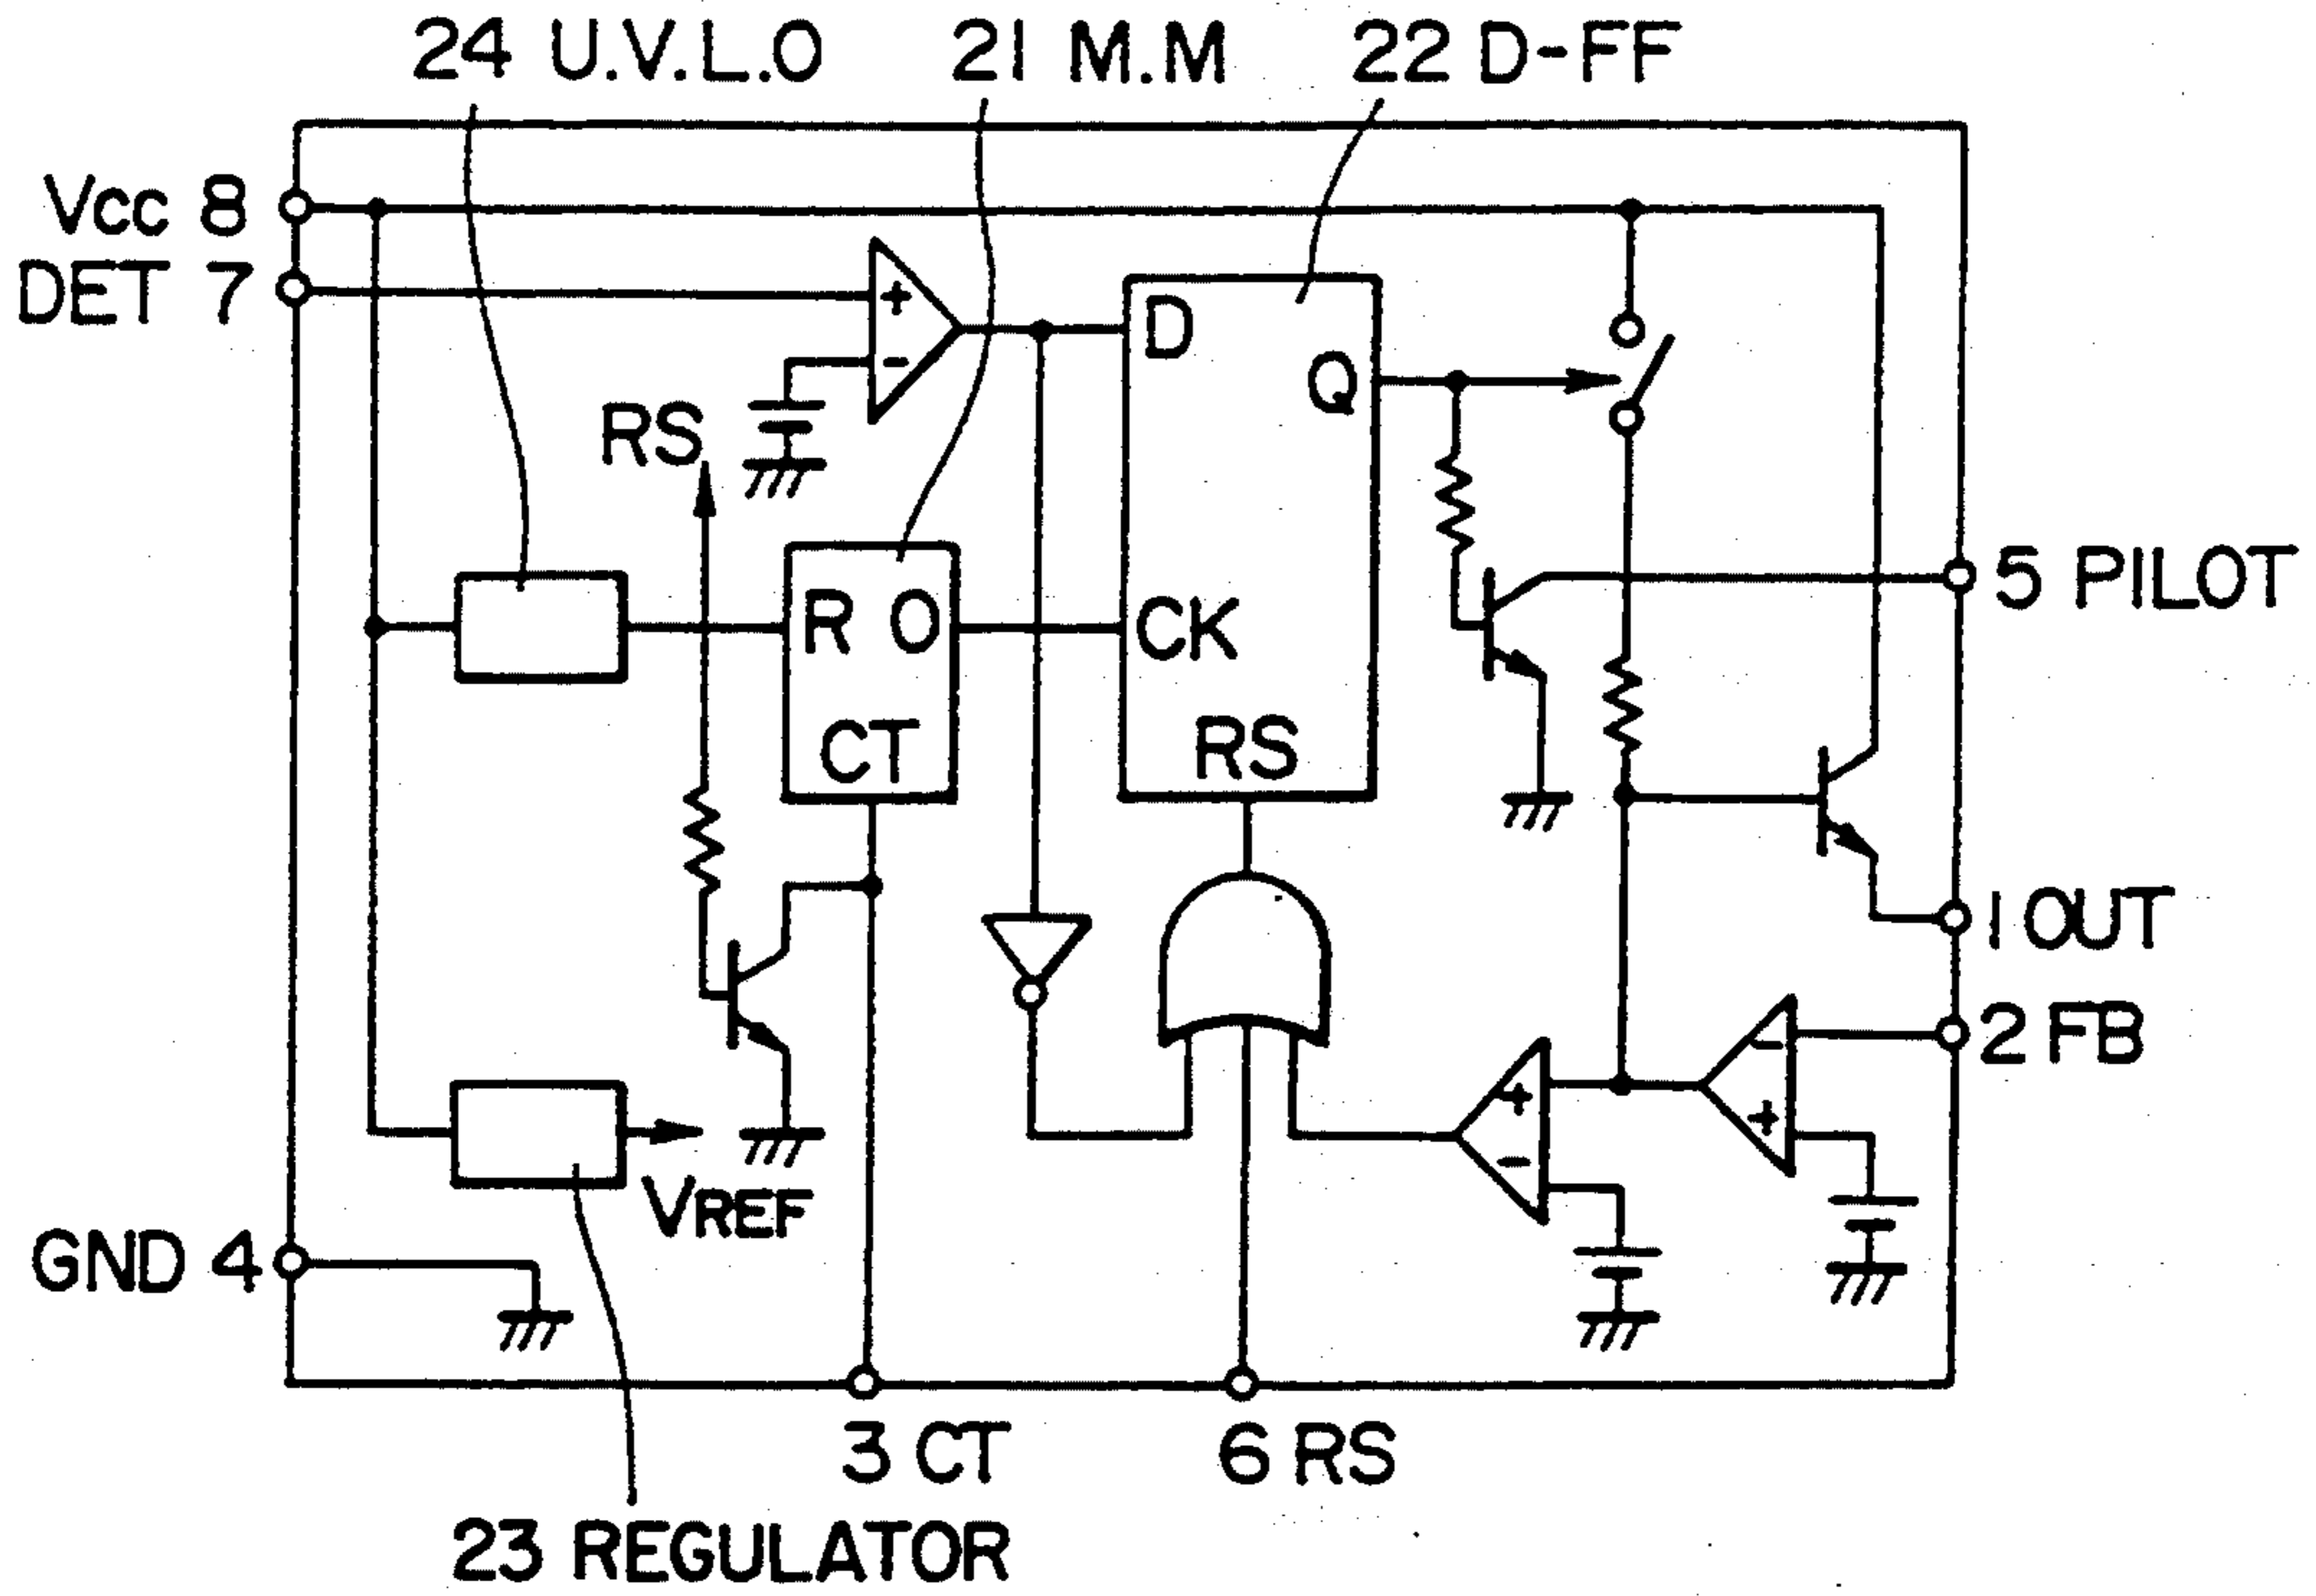 24 U.V.L.O
21 M.M
22 D-FF
Vcc 8
DET 7
+
-
D
Q
RS
R O
CK
5 PILOT
CT
RS
1 OUT
2 FB
-
+
+
-
VREF
GND 4
3 CT
6 RS
23 REGULATOR